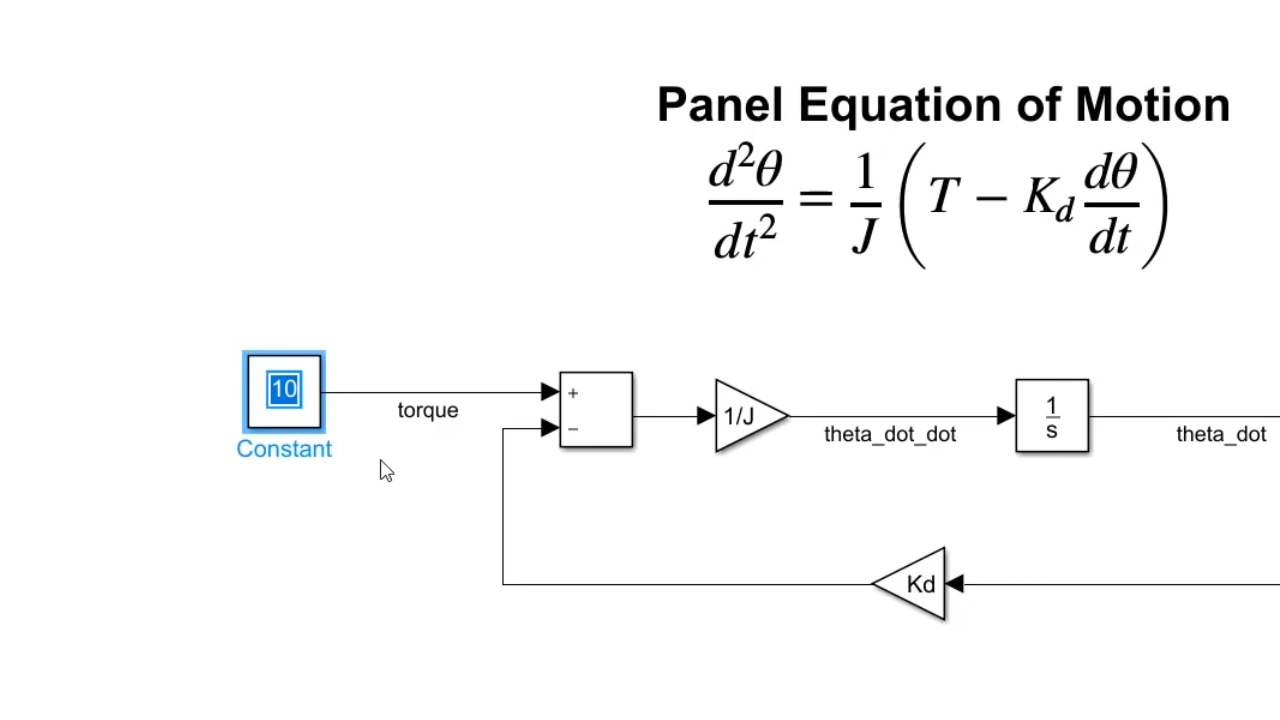 Panel Equation of Motion
d²θ/dt² = 1/J (T − K_d dθ/dt)
10
Constant
torque
+
−
1/J
theta_dot_dot
1/s
theta_dot
Kd